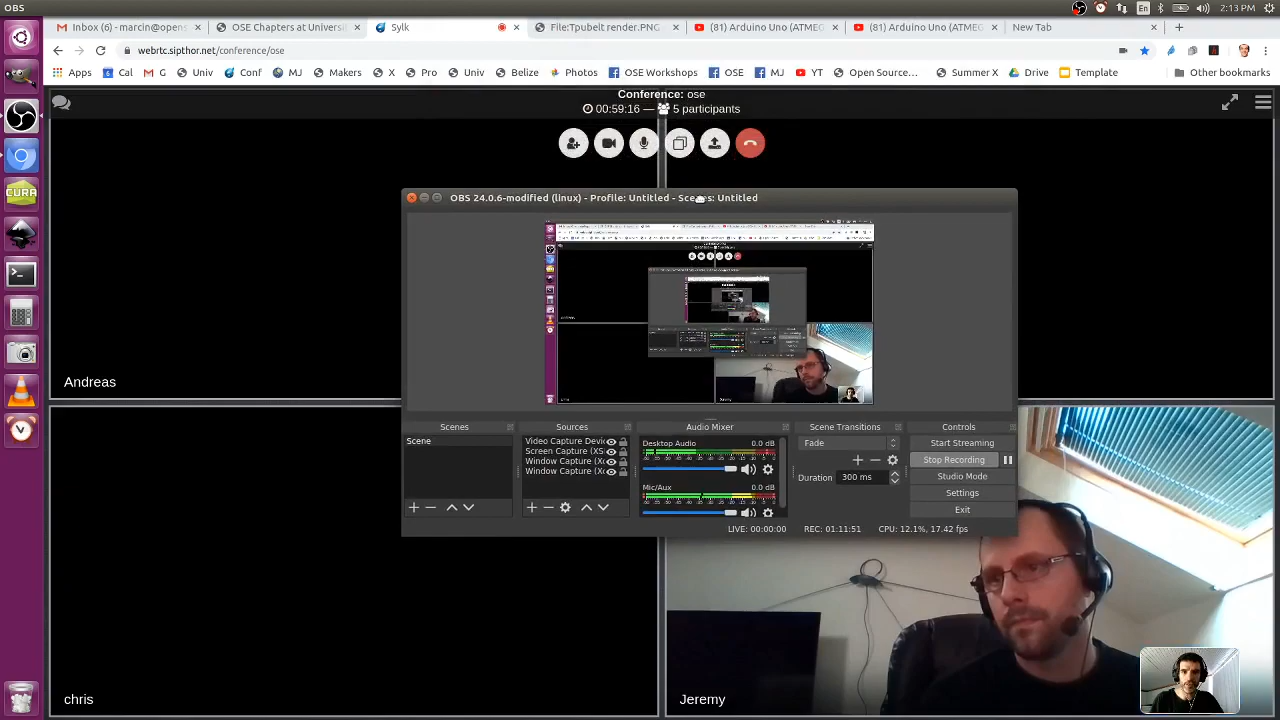 OBS
En
2:13 PM
Inbox (6) - marcin@opens
OSE Chapters at Universi
Sylk
File:Tpubelt render.PNG -
(81) Arduino Uno (ATMEG
(81) Arduino Uno (ATMEG
New Tab
webrtc.sipthor.net/conference/ose
Apps
Cal
G
Univ
Conf
MJ
Makers
X
Pro
Univ
Belize
Photos
OSE Workshops
OSE
MJ
YT
Open Source...
Summer X
Drive
Template
Other bookmarks
Conference: ose
00:59:16 — 5 participants
OBS 24.0.6-modified (linux) - Profile: Untitled - Scenes: Untitled
CURA
Andreas
Scenes
Sources
Audio Mixer
Scene Transitions
Controls
Scene
Video Capture Devi
Screen Capture (XS
Window Capture (Xc
Window Capture (Xc
Desktop Audio
0.0 dB
Mic/Aux
0.0 dB
Fade
Duration
300 ms
Start Streaming
Stop Recording
Studio Mode
Settings
Exit
LIVE: 00:00:00
REC: 01:11:51
CPU: 12.1%, 17.42 fps
chris
Jeremy